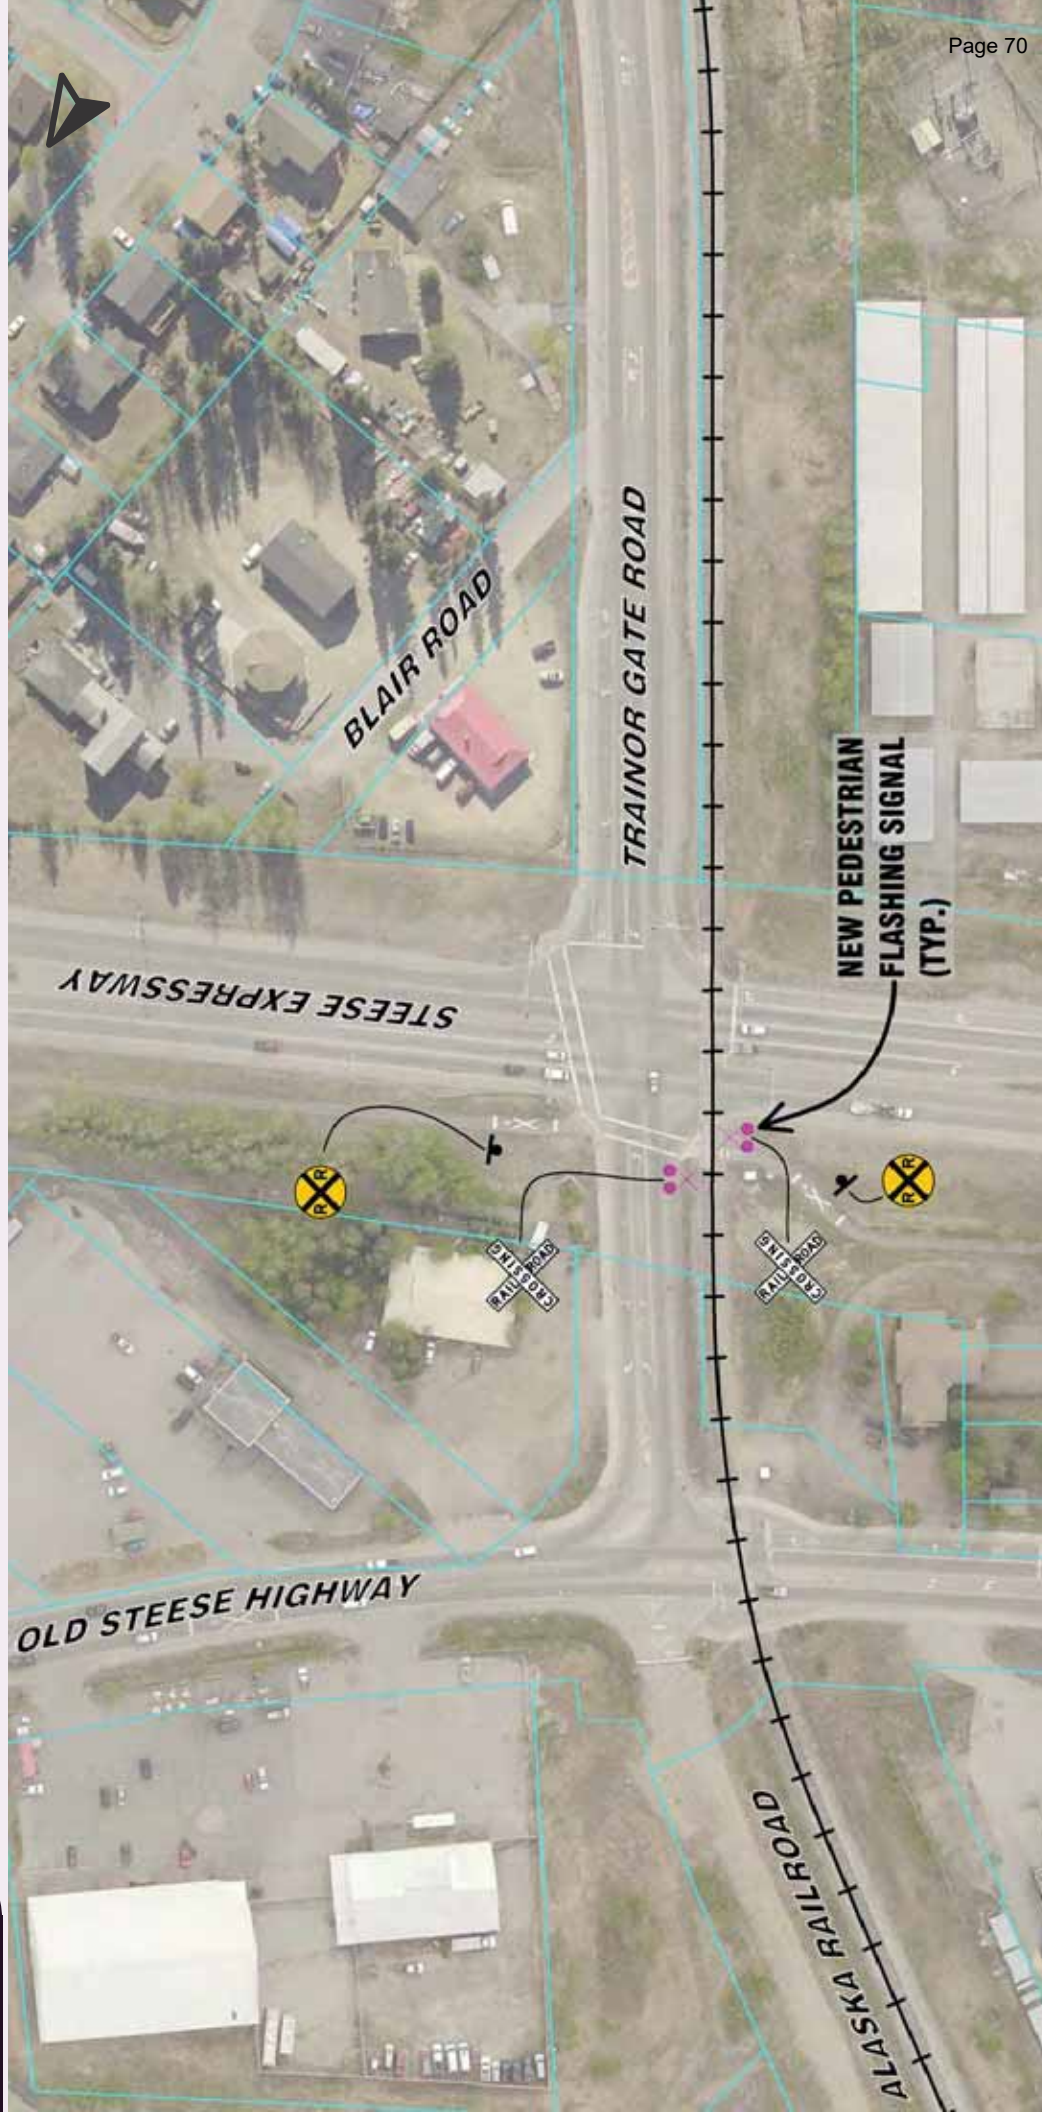 Page 70
BLAIR ROAD
TRAINOR GATE ROAD
NEW PEDESTRIAN
FLASHING SIGNAL
(TYP.)
STEESE EXPRESSWAY
R R
R R
RAILROAD
CROSSING
RAILROAD
CROSSING
OLD STEESE HIGHWAY
ALASKA RAILROAD